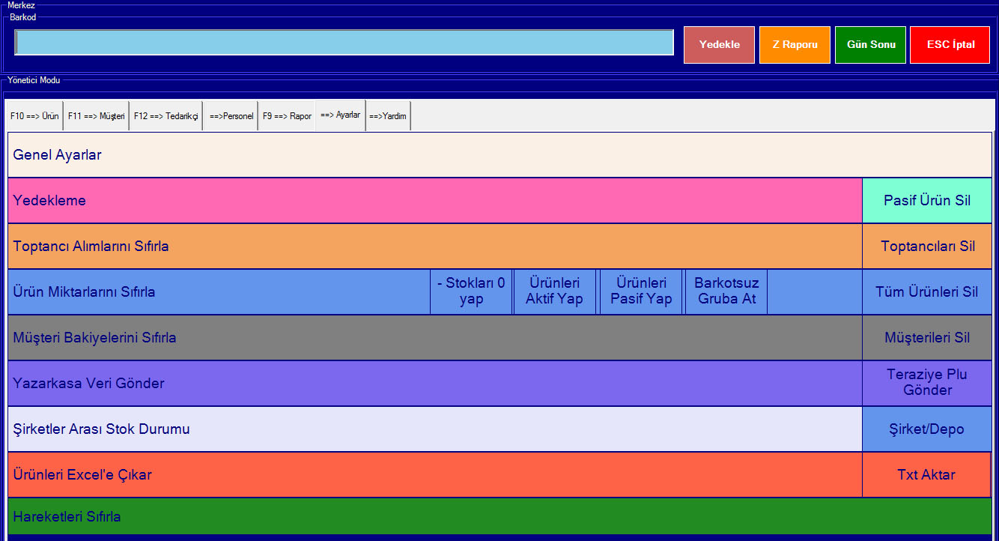 Merkez
Barkod
Yedekle
Z Raporu
Gün Sonu
ESC İptal
Yönetici Modu
F10 ==> Ürün
F11 ==> Müşteri
F12 ==> Tedarikçi
==>Personel
F9 ==> Rapor
==> Ayarlar
==>Yardim
Genel Ayarlar
Yedekleme
Pasif Ürün Sil
Toptancı Alımlarını Sıfırla
Toptancıları Sil
Ürün Miktarlarını Sıfırla
- Stokları 0
yap
Ürünleri
Aktif Yap
Ürünleri
Pasif Yap
Barkotsuz
Gruba At
Tüm Ürünleri Sil
Müşteri Bakiyelerini Sıfırla
Müşterileri Sil
Yazarkasa Veri Gönder
Teraziye Plu
Gönder
Şirketler Arası Stok Durumu
Şirket/Depo
Ürünleri Excel'e Çıkar
Txt Aktar
Hareketleri Sıfırla